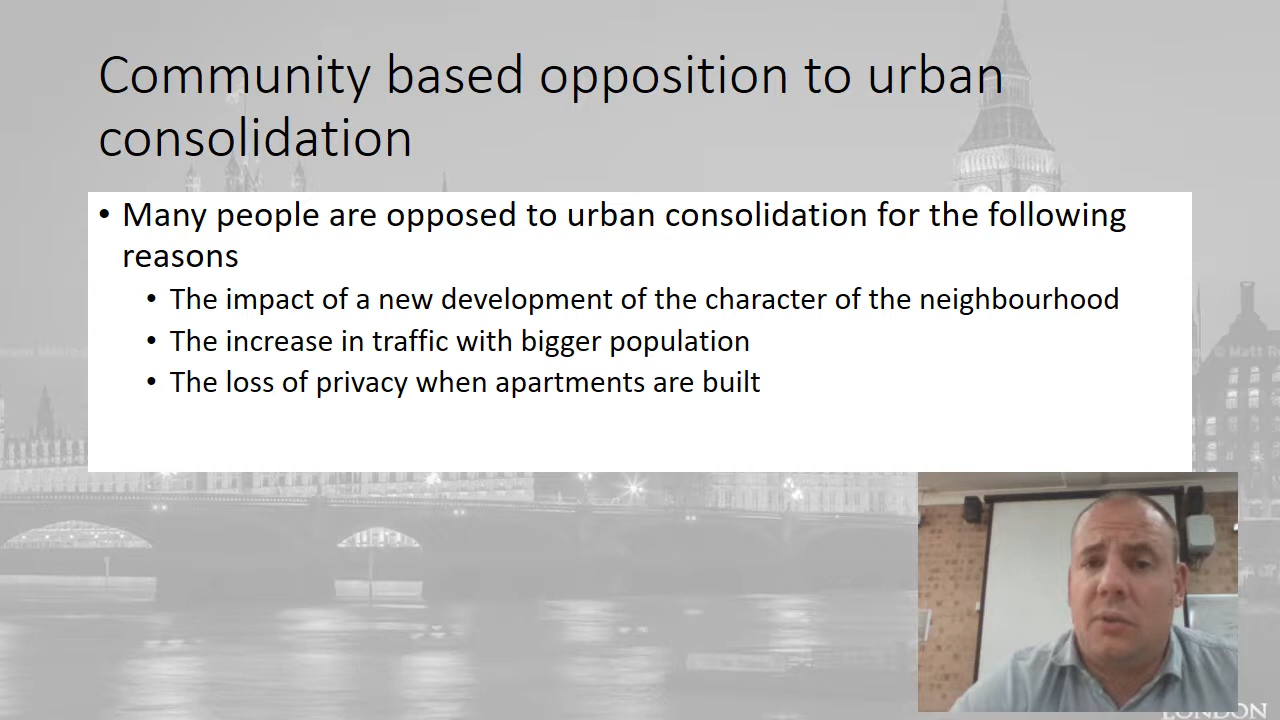 Community based opposition to urban
consolidation
• Many people are opposed to urban consolidation for the following
reasons
• The impact of a new development of the character of the neighbourhood
• The increase in traffic with bigger population
• The loss of privacy when apartments are built
© Matt
LONDON